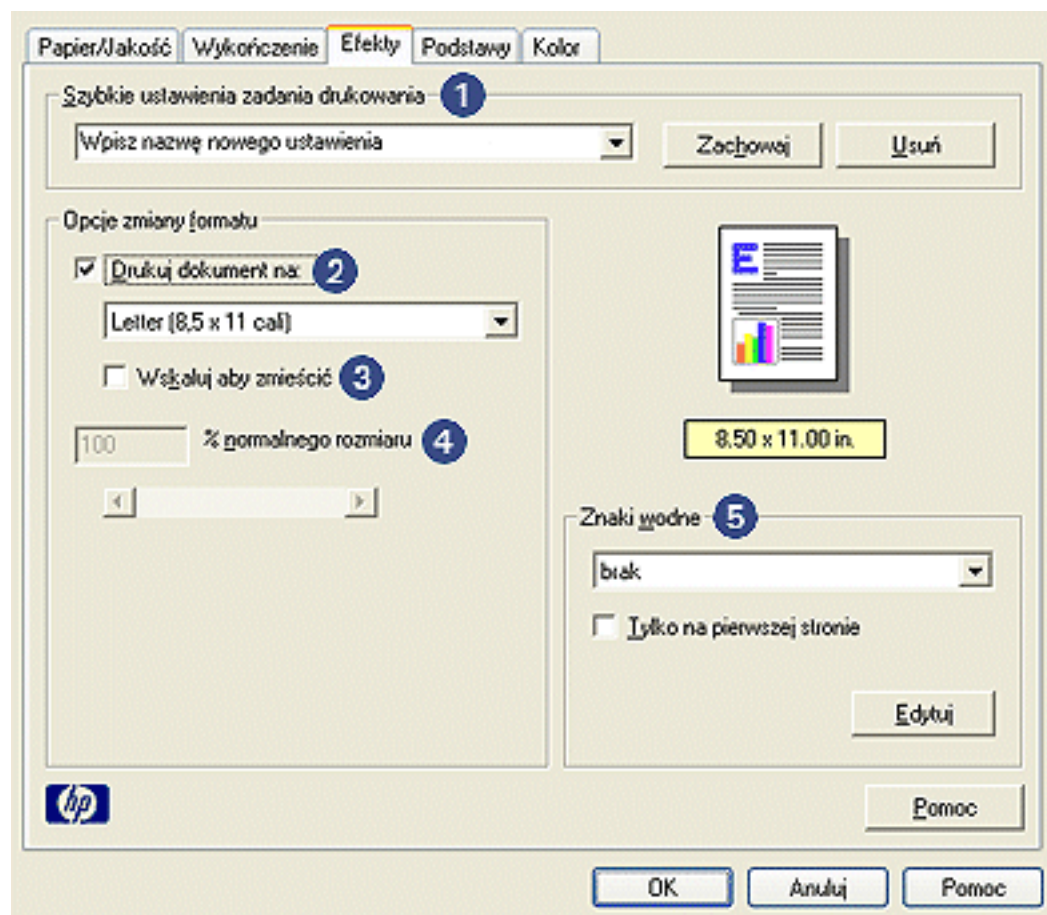 Papier/Jakość Wykończenie Efekty Podstawy Kolor
Szybkie ustawienia zadania drukowania 1
Wpisz nazwę nowego ustawienia Zachowaj Usuń
Opcje zmiany formatu
Drukuj dokument na: 2
Letter (8,5 x 11 cali)
Wskaluj aby zmieścić 3
100 % normalnego rozmiaru 4
E
8.50 x 11.00 in.
Znaki wodne 5
brak
Tylko na pierwszej stronie
Edytuj
hp
Pomoc
OK Anuluj Pomoc